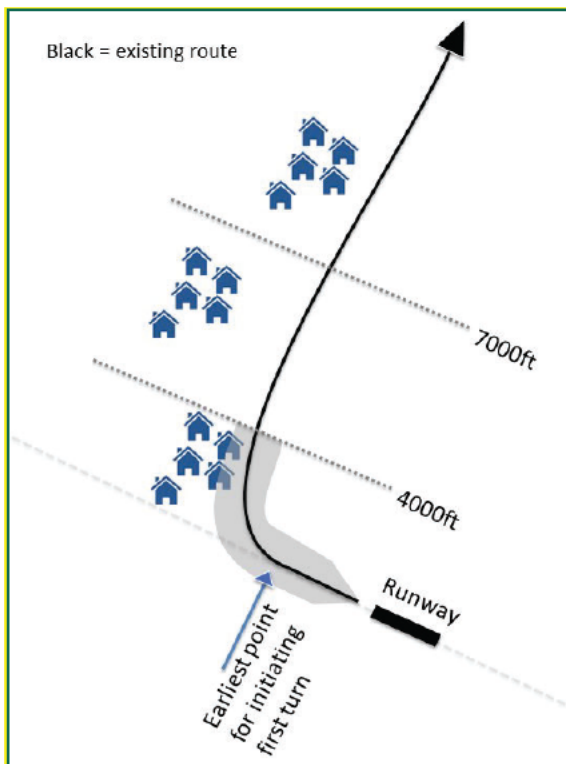 Black = existing route
7000ft
4000ft
Runway
Earliest point
for initiating
first turn